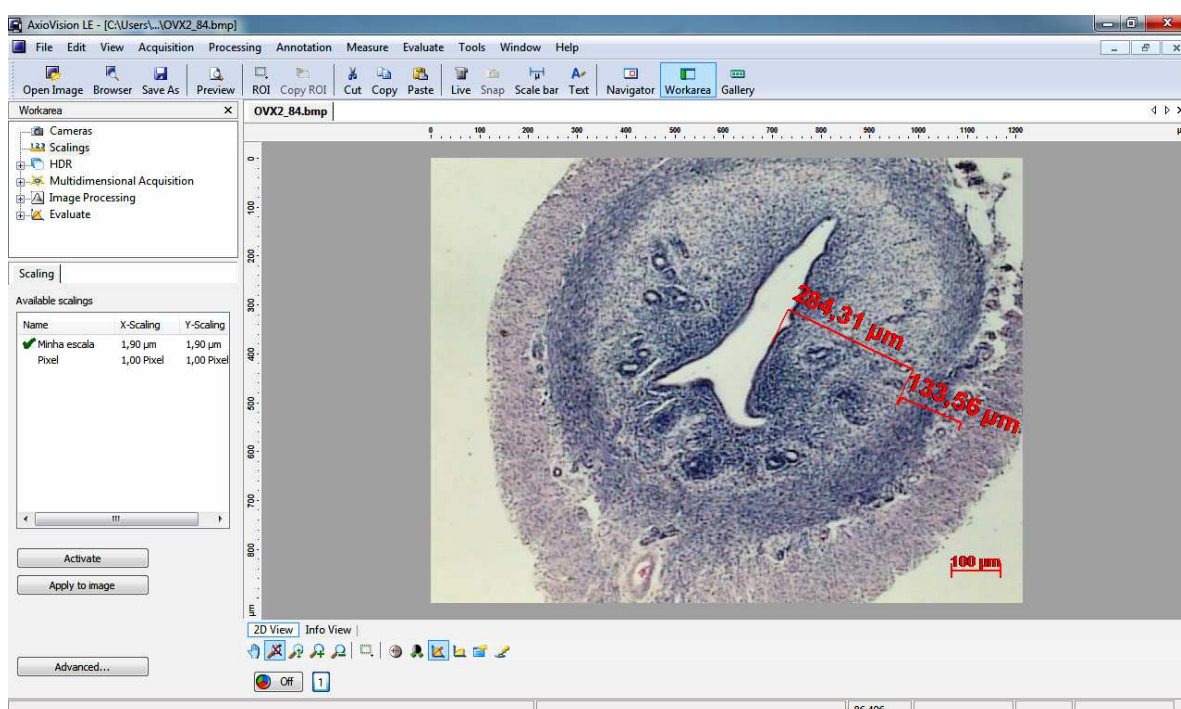 AxioVision LE - [C:\Users\...\OVX2_84.bmp]
File Edit View Acquisition Processing Annotation Measure Evaluate Tools Window Help
Open Image Browser Save As Preview ROI Copy ROI Cut Copy Paste Live Snap Scale bar Text Navigator Workarea Gallery
Workarea
OVX2_84.bmp
Cameras
Scalings
HDR
Multidimensional Acquisition
Image Processing
Evaluate
Scaling
Available scalings
Name X-Scaling Y-Scaling
Minha escala 1,90 µm 1,90 µm
Pixel 1,00 Pixel 1,00 Pixel
Activate
Apply to image
Advanced...
0 100 200 300 400 500 600 700 800 900 1000 1100 1200
0
100
200
300
400
500
600
700
800
µm
284,31 µm
133,56 µm
100 µm
2D View Info View
Off 1